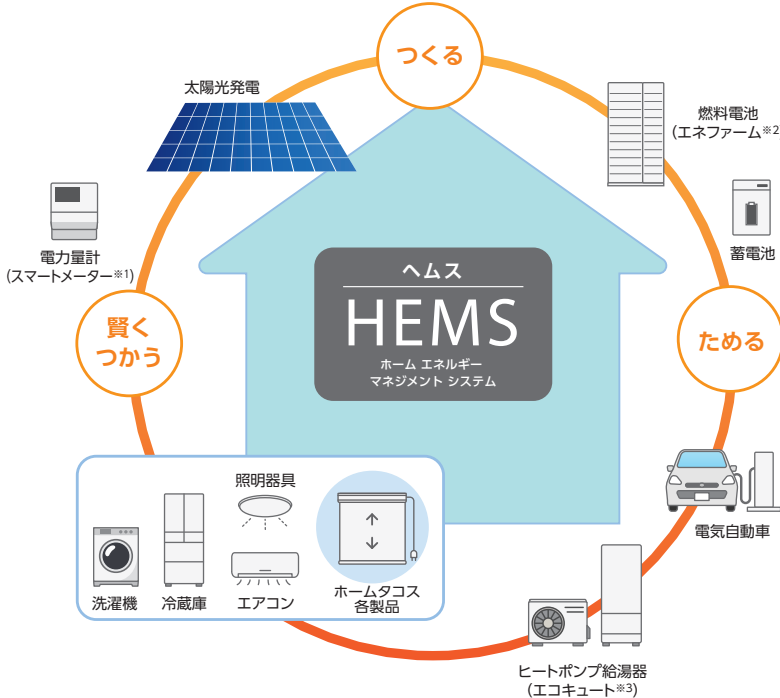 つくる
太陽光発電
燃料電池
(エネファーム※2
電力量計
(スマートメーター※1)
蓄電池
ヘムス
HEMS
ホーム エネルギー
マネジメント システム
賢く
つかう
ためる
照明器具
洗濯機
冷蔵庫
エアコン
ホームタコス
各製品
電気自動車
ヒートポンプ給湯器
(エコキュート※3)